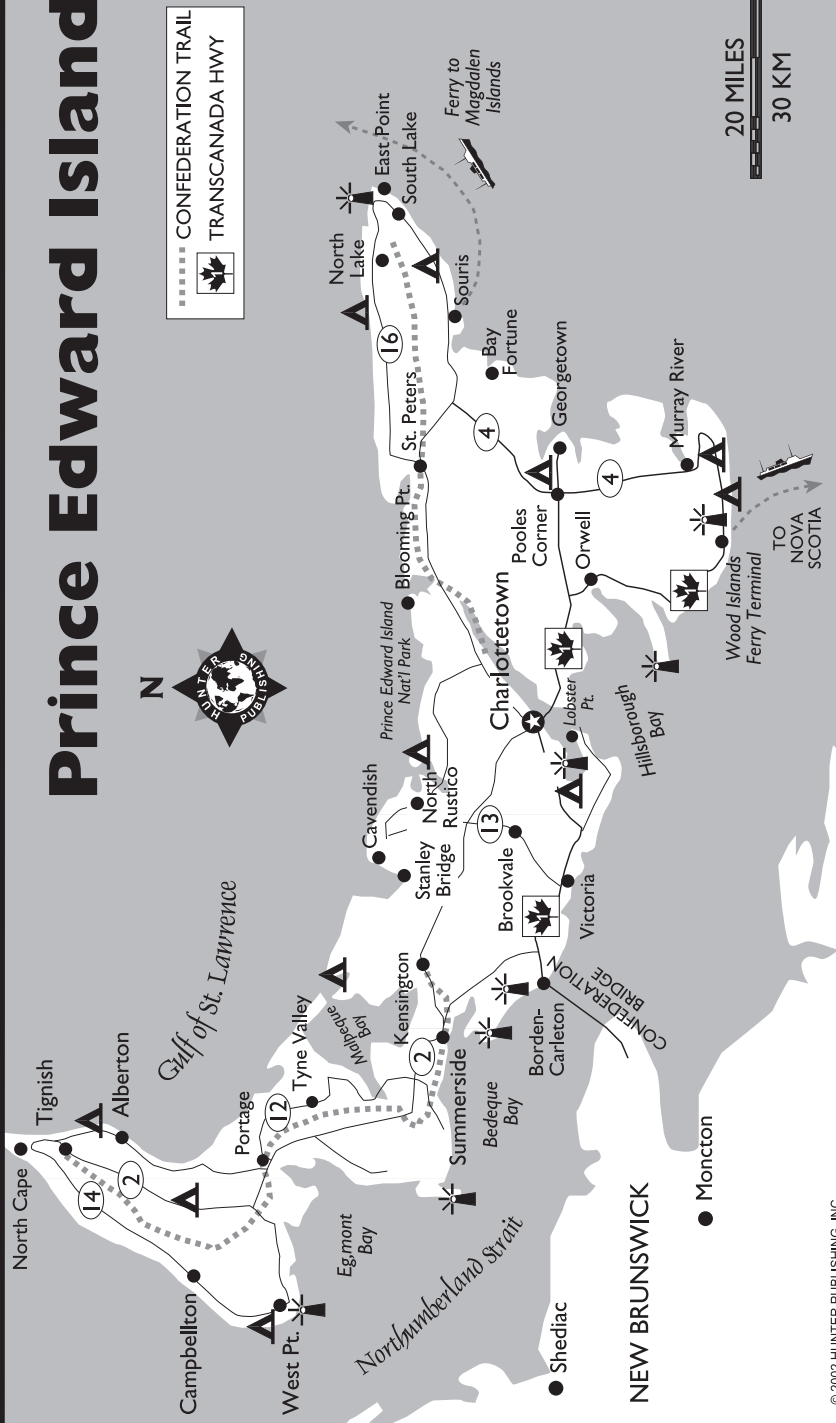 Prince Edward Island
CONFEDERATION TRAIL
TRANSCANADA HWY
N
HUNTER
PUBLISHING
North Cape
Tignish
Alberton
14
2
Campbellton
West Pt.
Portage
12
Tyne Valley
Gulf of St. Lawrence
Malpeque
Bay
Eg,mont
Bay
Northumberland Strait
Kensington
2
Summerside
Bedeque
Bay
Borden-
Carleton
CONFEDERATION
BRIDGE
Cavendish
Stanley
Bridge
North
Rustico
13
Brookvale
Victoria
Prince Edward Island
Nat'l Park
Blooming Pt.
Charlottetown
Lobster
Pt.
Hillsborough
Bay
St. Peters
16
North
Lake
East Point
South Lake
Ferry to
Magdalen
Islands
Souris
Bay
Fortune
4
Georgetown
Pooles
Corner
Orwell
4
Murray River
Wood Islands
Ferry Terminal
TO
NOVA
SCOTIA
Shediac
NEW BRUNSWICK
Moncton
20 MILES
30 KM
© 2002 HUNTER PUBLISHING, INC